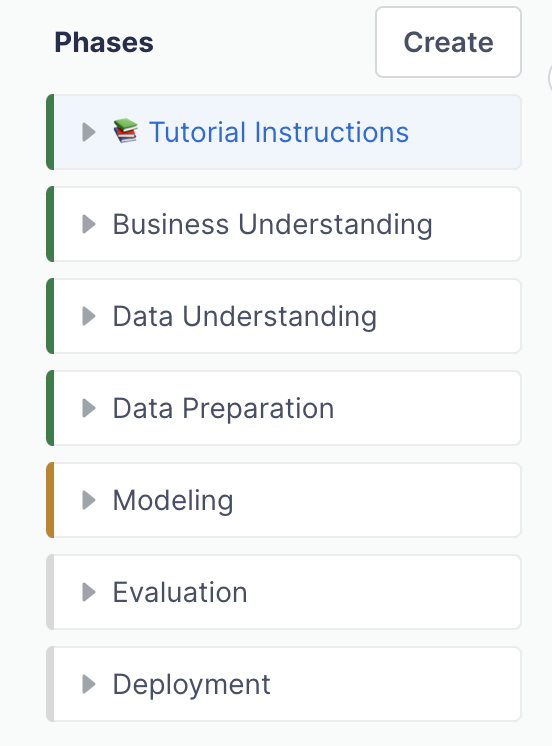 Phases
Create
📚 Tutorial Instructions
Business Understanding
Data Understanding
Data Preparation
Modeling
Evaluation
Deployment